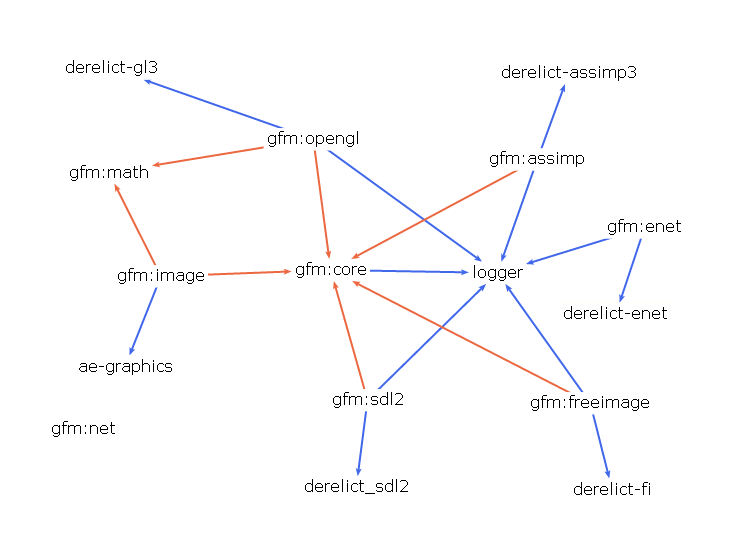 derelict-gl3
derelict-assimp3
gfm:opengl
gfm:assimp
gfm:math
gfm:enet
gfm:image
gfm:core
logger
derelict-enet
ae-graphics
gfm:sdl2
gfm:freeimage
gfm:net
derelict_sdl2
derelict-fi